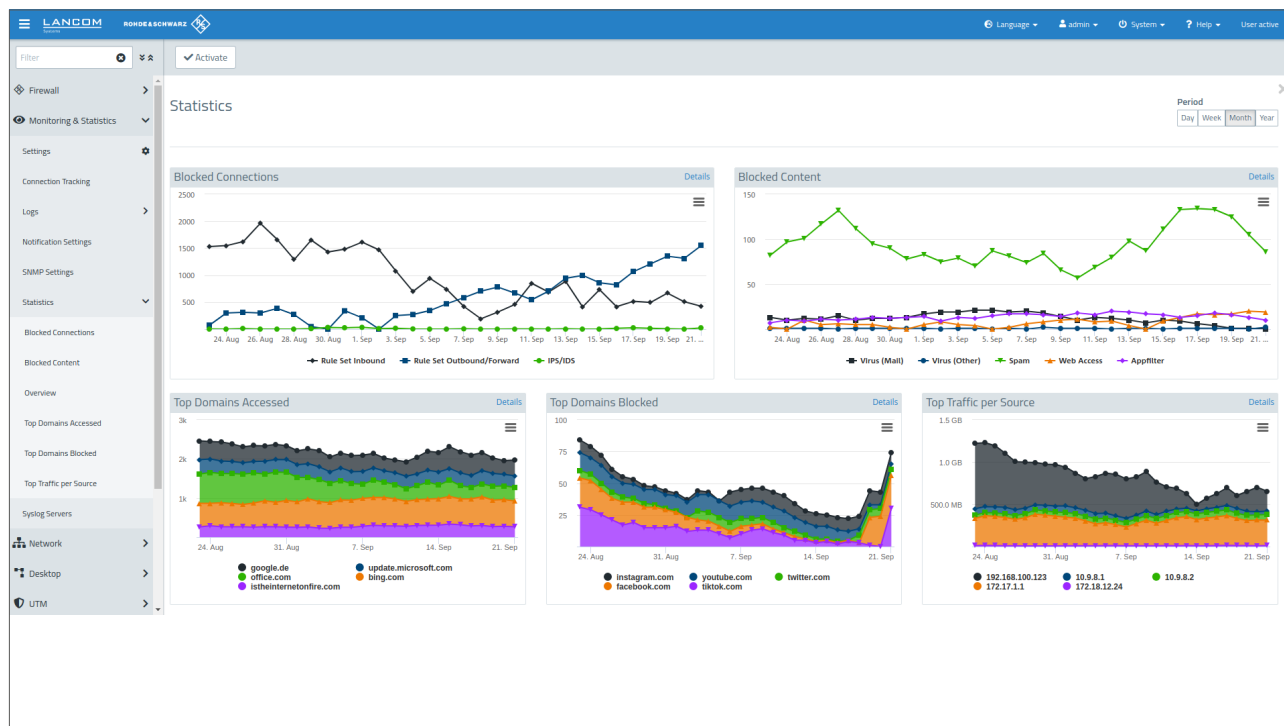 LANCOM
Systems
ROHDE&SCHWARZ
Language
admin
System
? Help
User active
Filter
Activate
Firewall
Monitoring & Statistics
Settings
Connection Tracking
Logs
Notification Settings
SNMP Settings
Statistics
Blocked Connections
Blocked Content
Overview
Top Domains Accessed
Top Domains Blocked
Top Traffic per Source
Syslog Servers
Network
Desktop
UTM
Statistics
Period
Day Week Month Year
Blocked Connections Details
2500
2000
1500
1000
500
24. Aug 26. Aug 28. Aug 30. Aug 1. Sep 3. Sep 5. Sep 7. Sep 9. Sep 11. Sep 13. Sep 15. Sep 17. Sep 19. Sep 21. ...
Rule Set Inbound Rule Set Outbound/Forward IPS/IDS
Blocked Content Details
150
100
50
24. Aug 26. Aug 28. Aug 30. Aug 1. Sep 3. Sep 5. Sep 7. Sep 9. Sep 11. Sep 13. Sep 15. Sep 17. Sep 19. Sep 21. ...
Virus (Mail) Virus (Other) Spam Web Access Appfilter
Top Domains Accessed Details
3k
2k
1k
24. Aug 31. Aug 7. Sep 14. Sep 21. Sep
google.de update.microsoft.com
office.com bing.com
istheinternetonfire.com
Top Domains Blocked Details
100
75
50
25
24. Aug 31. Aug 7. Sep 14. Sep 21. Sep
instagram.com youtube.com twitter.com
facebook.com tiktok.com
Top Traffic per Source Details
1.5 GB
1.0 GB
500.0 MB
24. Aug 31. Aug 7. Sep 14. Sep 21. Sep
192.168.100.123 10.9.8.1 10.9.8.2
172.17.1.1 172.18.12.24